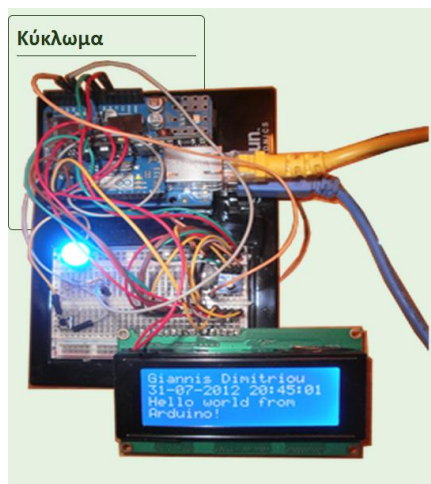 Κύκλωμα
Giannis Dimitriou
31-07-2012 20:45:01
Hello world from
Arduino!